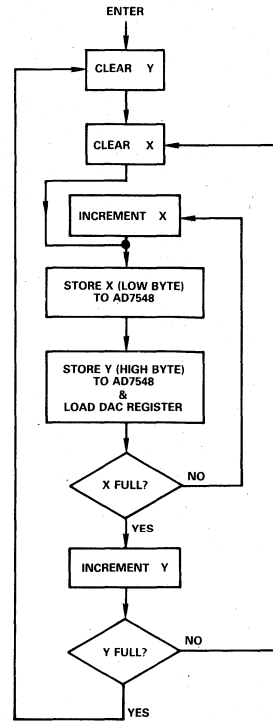 ENTER
CLEAR Y
CLEAR X
INCREMENT X
STORE X (LOW BYTE)
TO AD7548
STORE Y (HIGH BYTE)
TO AD7548
&
LOAD DAC REGISTER
X FULL?
NO
YES
INCREMENT Y
Y FULL?
NO
YES